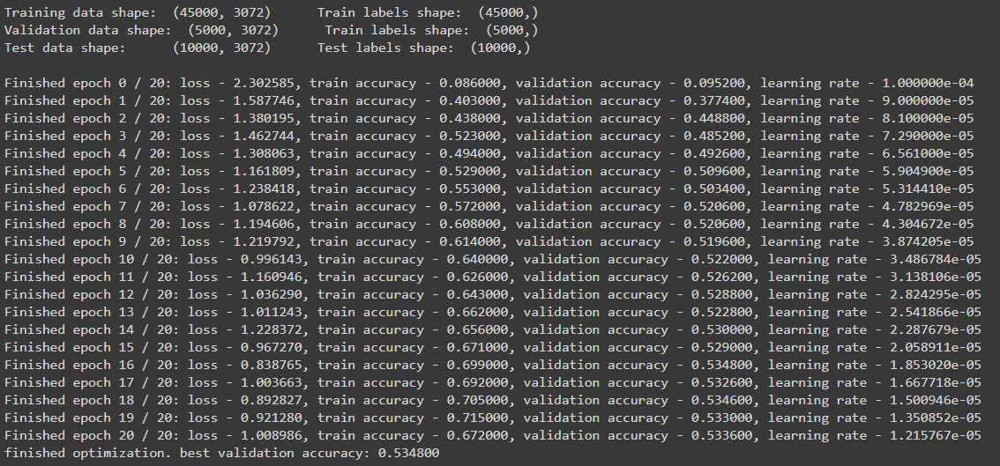 Training data shape:  (45000, 3072)      Train labels shape:  (45000,)
Validation data shape:  (5000, 3072)      Train labels shape:  (5000,)
Test data shape:      (10000, 3072)      Test labels shape:  (10000,)
Finished epoch 0 / 20: loss - 2.302585, train accuracy - 0.086000, validation accuracy - 0.095200, learning rate - 1.000000e-04
Finished epoch 1 / 20: loss - 1.587746, train accuracy - 0.403000, validation accuracy - 0.377400, learning rate - 9.000000e-05
Finished epoch 2 / 20: loss - 1.380195, train accuracy - 0.438000, validation accuracy - 0.448800, learning rate - 8.100000e-05
Finished epoch 3 / 20: loss - 1.462744, train accuracy - 0.523000, validation accuracy - 0.485200, learning rate - 7.290000e-05
Finished epoch 4 / 20: loss - 1.308063, train accuracy - 0.494000, validation accuracy - 0.492600, learning rate - 6.561000e-05
Finished epoch 5 / 20: loss - 1.161809, train accuracy - 0.529000, validation accuracy - 0.509600, learning rate - 5.904900e-05
Finished epoch 6 / 20: loss - 1.238418, train accuracy - 0.553000, validation accuracy - 0.503400, learning rate - 5.314410e-05
Finished epoch 7 / 20: loss - 1.078622, train accuracy - 0.572000, validation accuracy - 0.520600, learning rate - 4.782969e-05
Finished epoch 8 / 20: loss - 1.194606, train accuracy - 0.608000, validation accuracy - 0.520600, learning rate - 4.304672e-05
Finished epoch 9 / 20: loss - 1.219792, train accuracy - 0.614000, validation accuracy - 0.519600, learning rate - 3.874205e-05
Finished epoch 10 / 20: loss - 0.996143, train accuracy - 0.640000, validation accuracy - 0.522000, learning rate - 3.486784e-05
Finished epoch 11 / 20: loss - 1.160946, train accuracy - 0.626000, validation accuracy - 0.526200, learning rate - 3.138106e-05
Finished epoch 12 / 20: loss - 1.036290, train accuracy - 0.643000, validation accuracy - 0.528800, learning rate - 2.824295e-05
Finished epoch 13 / 20: loss - 1.011243, train accuracy - 0.662000, validation accuracy - 0.522800, learning rate - 2.541866e-05
Finished epoch 14 / 20: loss - 1.228372, train accuracy - 0.656000, validation accuracy - 0.530000, learning rate - 2.287679e-05
Finished epoch 15 / 20: loss - 0.967270, train accuracy - 0.671000, validation accuracy - 0.529000, learning rate - 2.058911e-05
Finished epoch 16 / 20: loss - 0.838765, train accuracy - 0.699000, validation accuracy - 0.534800, learning rate - 1.853020e-05
Finished epoch 17 / 20: loss - 1.003663, train accuracy - 0.692000, validation accuracy - 0.532600, learning rate - 1.667718e-05
Finished epoch 18 / 20: loss - 0.892827, train accuracy - 0.705000, validation accuracy - 0.534600, learning rate - 1.500946e-05
Finished epoch 19 / 20: loss - 0.921280, train accuracy - 0.715000, validation accuracy - 0.533000, learning rate - 1.350852e-05
Finished epoch 20 / 20: loss - 1.008986, train accuracy - 0.672000, validation accuracy - 0.533600, learning rate - 1.215767e-05
finished optimization. best validation accuracy: 0.534800